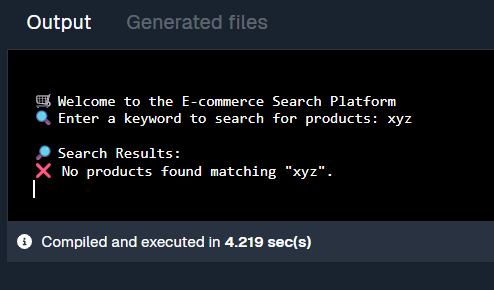 Output Generated files
🛒 Welcome to the E-commerce Search Platform
🔍 Enter a keyword to search for products: xyz
🔎 Search Results:
❌ No products found matching "xyz".
Compiled and executed in 4.219 sec(s)